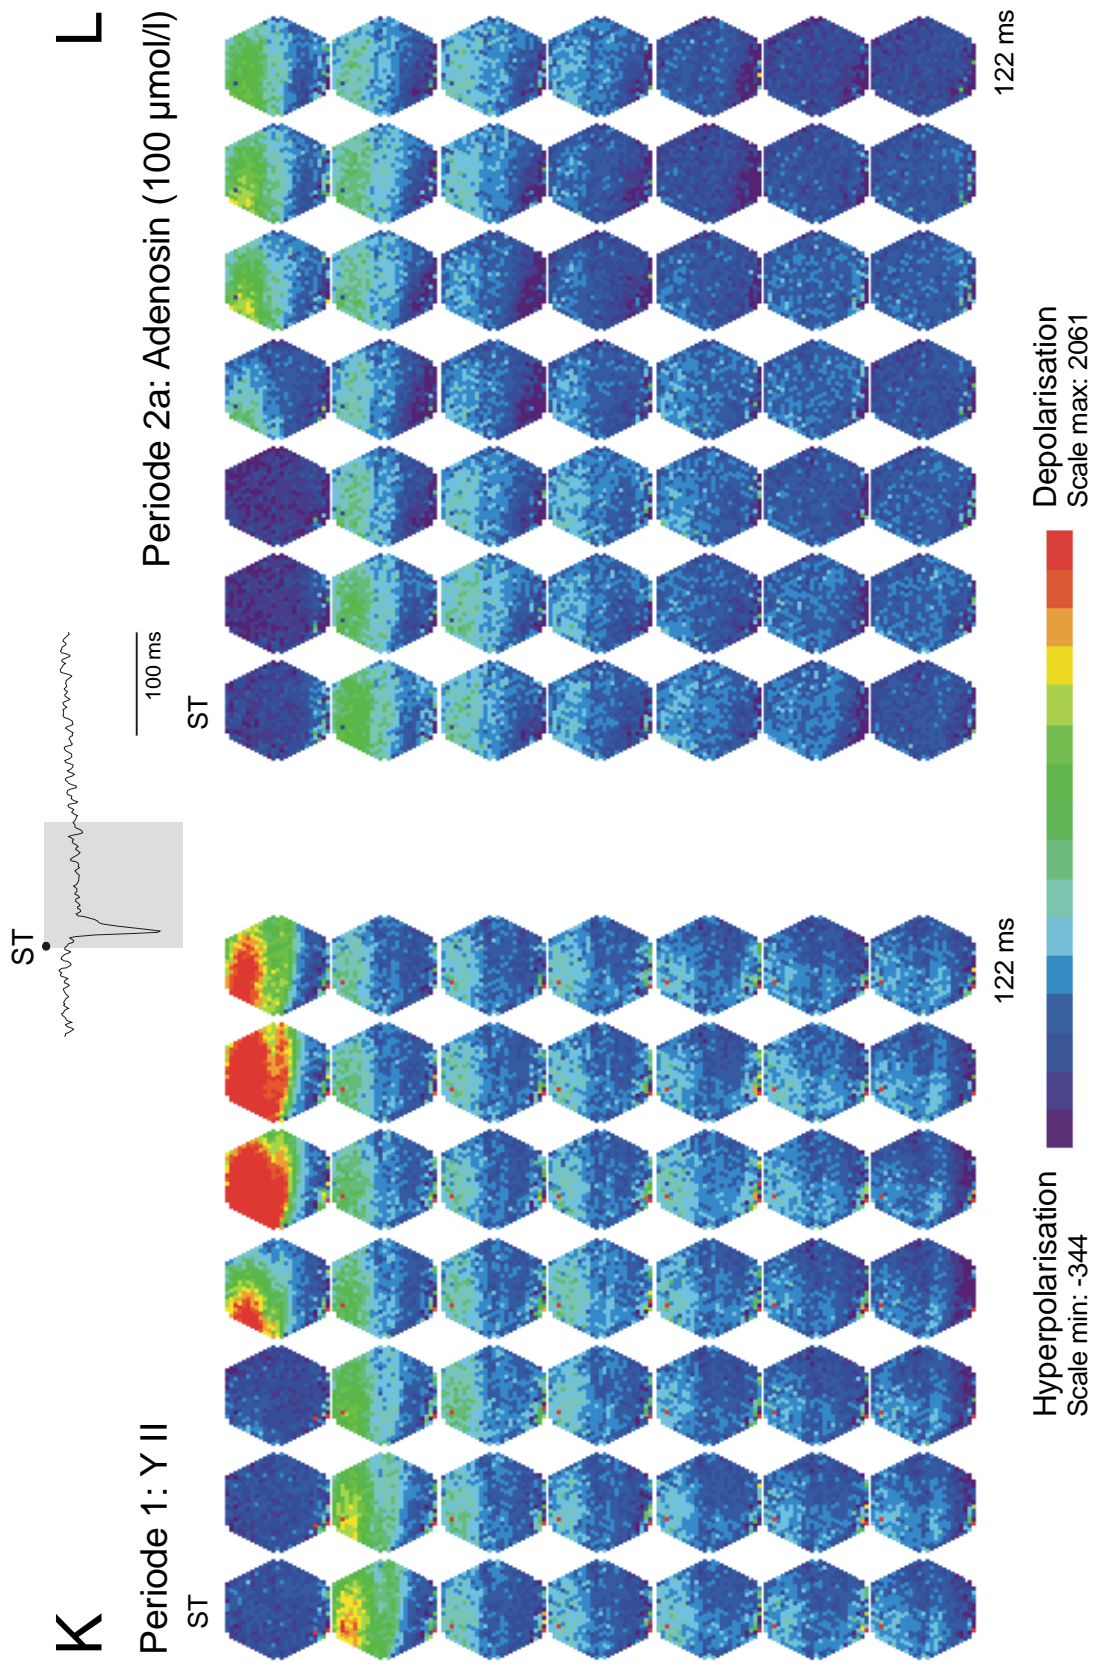 K
Periode 1: Y II
ST
122 ms
ST
100 ms
L
Periode 2a: Adenosin (100 µmol/l)
ST
122 ms
Hyperpolarisation
Scale min: -344
Depolarisation
Scale max: 2061